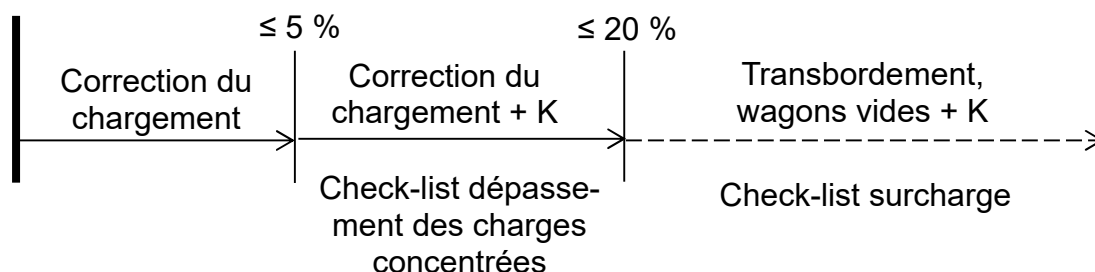 ≤ 5 %
≤ 20 %
Correction du
chargement
Correction du
chargement + K
Transbordement,
wagons vides + K
Check-list dépasse-
ment des charges
concentrées
Check-list surcharge